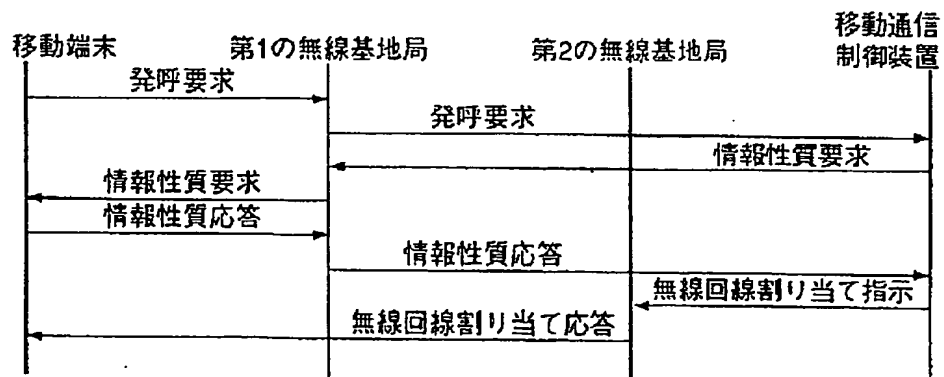 移動端末
第1の無線基地局
第2の無線基地局
移動通信
制御装置
発呼要求
発呼要求
情報性質要求
情報性質要求
情報性質応答
情報性質応答
無線回線割り当て指示
無線回線割り当て応答